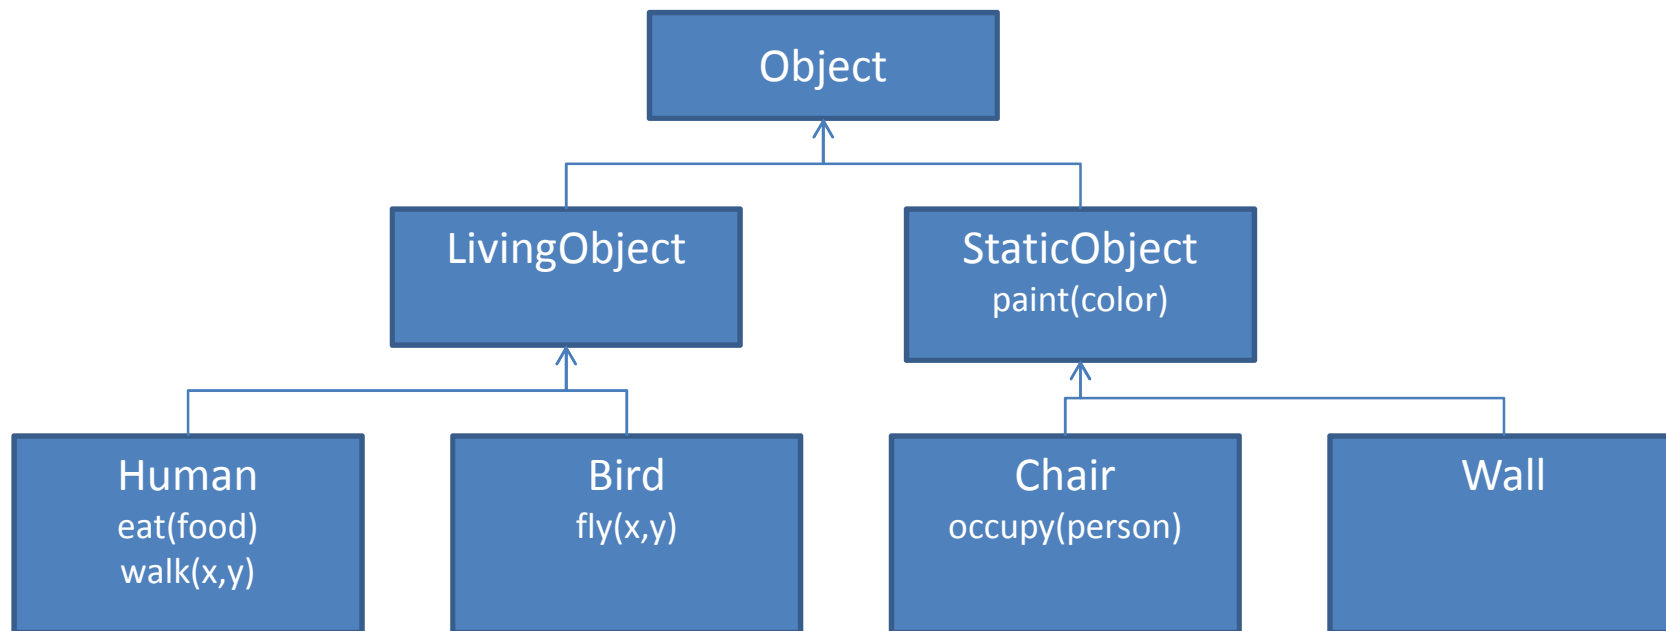 Object
LivingObject
StaticObject
paint(color)
Human
eat(food)
walk(x,y)
Bird
fly(x,y)
Chair
occupy(person)
Wall